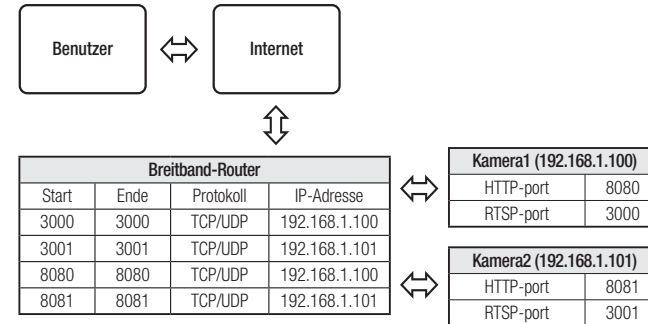 Benutzer
Internet
Breitband-Router
Start Ende Protokoll IP-Adresse
3000 3000 TCP/UDP 192.168.1.100
3001 3001 TCP/UDP 192.168.1.101
8080 8080 TCP/UDP 192.168.1.100
8081 8081 TCP/UDP 192.168.1.101
Kamera1 (192.168.1.100)
HTTP-port 8080
RTSP-port 3000
Kamera2 (192.168.1.101)
HTTP-port 8081
RTSP-port 3001